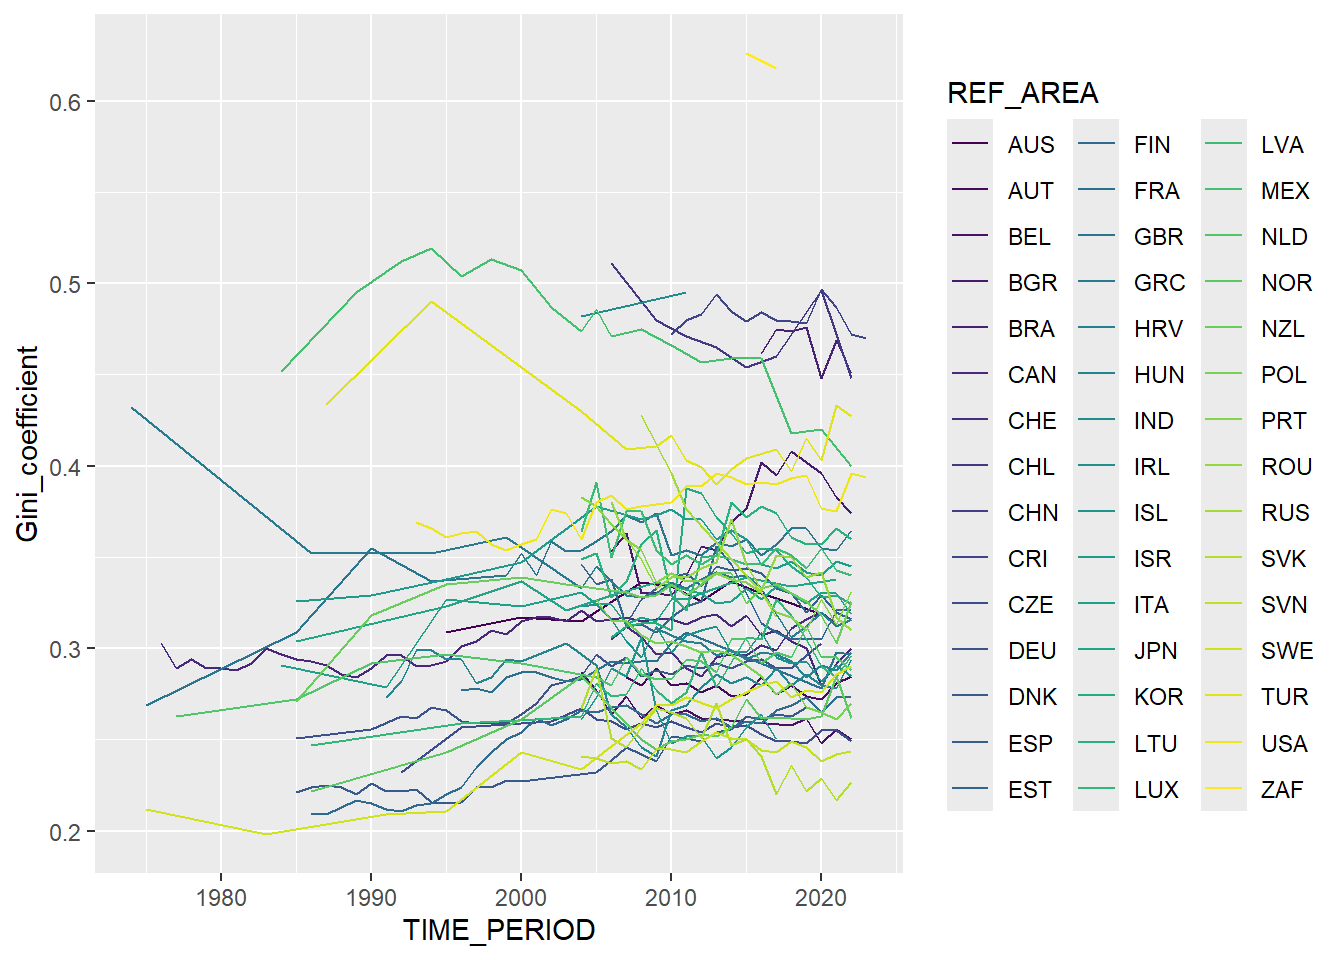 REF_AREA
0.6
0.5
0.4
0.3
0.2
Gini_coefficient
1980 1990 2000 2010 2020
TIME_PERIOD
AUS FIN LVA
AUT FRA MEX
BEL GBR NLD
BGR GRC NOR
BRA HRV NZL
CAN HUN POL
CHE IND PRT
CHL IRL ROU
CHN ISL RUS
CRI ISR SVK
CZE ITA SVN
DEU JPN SWE
DNK KOR TUR
ESP LTU USA
EST LUX ZAF